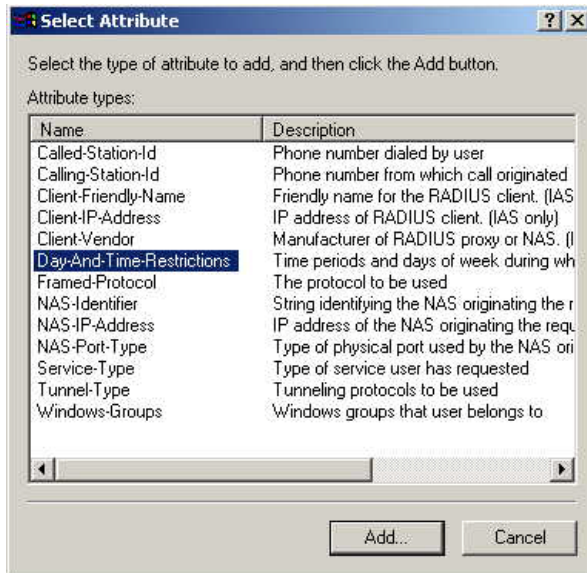 Select Attribute
Select the type of attribute to add, and then click the Add button.
Attribute types:
Name Description
Called-Station-Id Phone number dialed by user
Calling-Station-Id Phone number from which call originated
Client-Friendly-Name Friendly name for the RADIUS client. (IAS
Client-IP-Address IP address of RADIUS client. (IAS only)
Client-Vendor Manufacturer of RADIUS proxy or NAS. (I
Day-And-Time-Restrictions Time periods and days of week during wh
Framed-Protocol The protocol to be used
NAS-Identifier String identifying the NAS originating the r
NAS-IP-Address IP address of the NAS originating the requ
NAS-Port-Type Type of physical port used by the NAS ori
Service-Type Type of service user has requested
Tunnel-Type Tunneling protocols to be used
Windows-Groups Windows groups that user belongs to
Add... Cancel